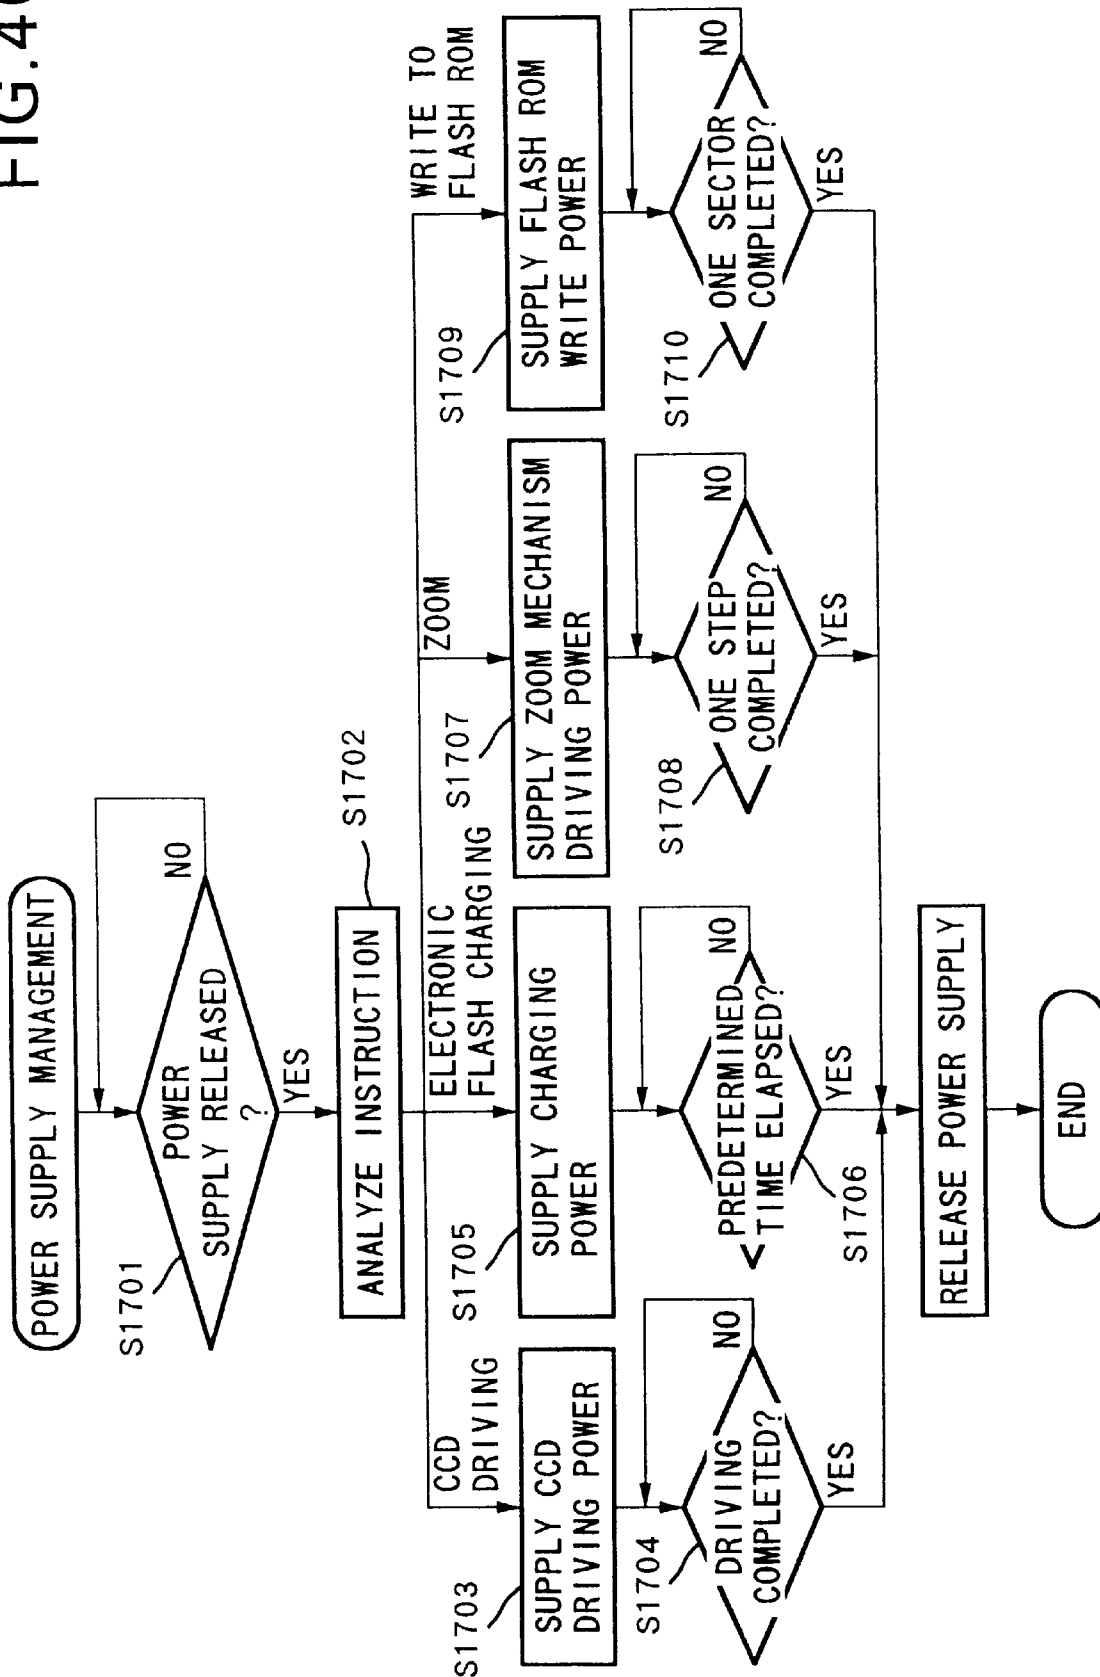 POWER SUPPLY MANAGEMENT
S1701
POWER
SUPPLY RELEASED
?
NO
YES
ANALYZE INSTRUCTION
S1702
CCD
DRIVING
ELECTRONIC
FLASH CHARGING
ZOOM
WRITE TO
FLASH ROM
S1703
SUPPLY CCD
DRIVING POWER
S1705
SUPPLY CHARGING
POWER
S1707
SUPPLY ZOOM MECHANISM
DRIVING POWER
S1709
SUPPLY FLASH ROM
WRITE POWER
S1704
DRIVING
COMPLETED?
NO
YES
S1706
PREDETERMINED
TIME ELAPSED?
NO
YES
S1708
ONE STEP
COMPLETED?
NO
YES
S1710
ONE SECTOR
COMPLETED?
NO
YES
RELEASE POWER SUPPLY
END